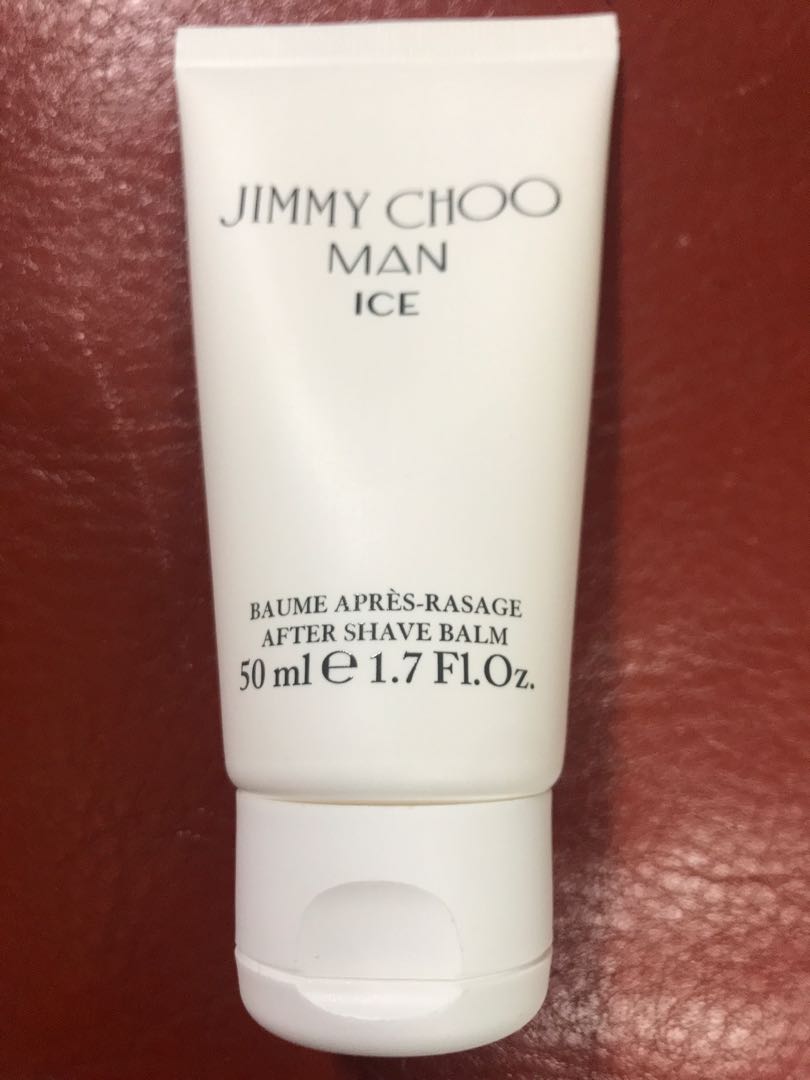 JIMMY CHOO
MAN
ICE
BAUME APRÈS-RASAGE
AFTER SHAVE BALM
50 ml ℮ 1.7 Fl.Oz.